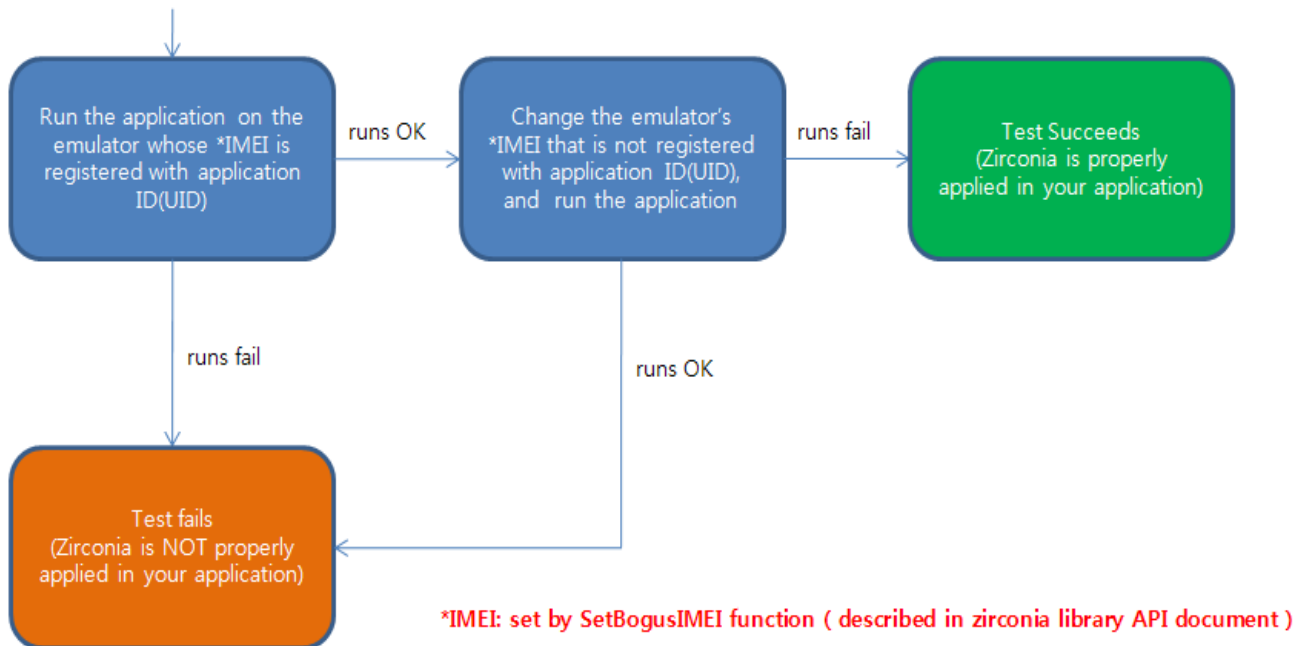 Run the application on the
emulator whose *IMEI is
registered with application
ID(UID)
runs OK
Change the emulator's
*IMEI that is not registered
with application ID(UID),
and run the application
runs fail
Test Succeeds
(Zirconia is properly
applied in your application)
runs fail
runs OK
Test fails
(Zirconia is NOT properly
applied in your application)
*IMEI: set by SetBogusIMEI function ( described in zirconia library API document )